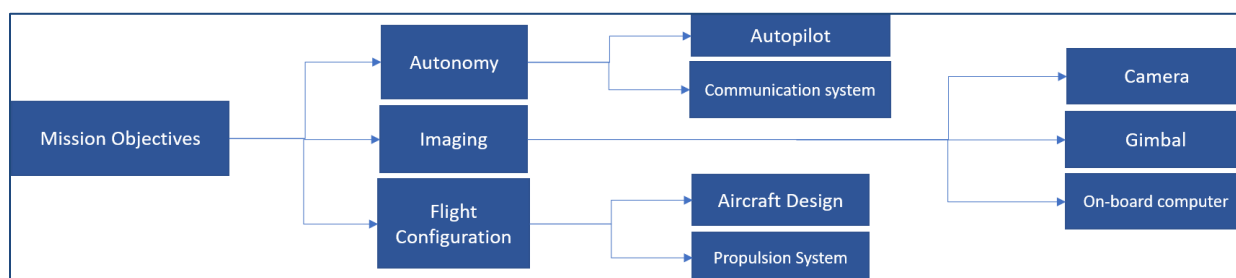 Mission Objectives
Autonomy
Imaging
Flight
Configuration
Autopilot
Communication system
Aircraft Design
Propulsion System
Camera
Gimbal
On-board computer